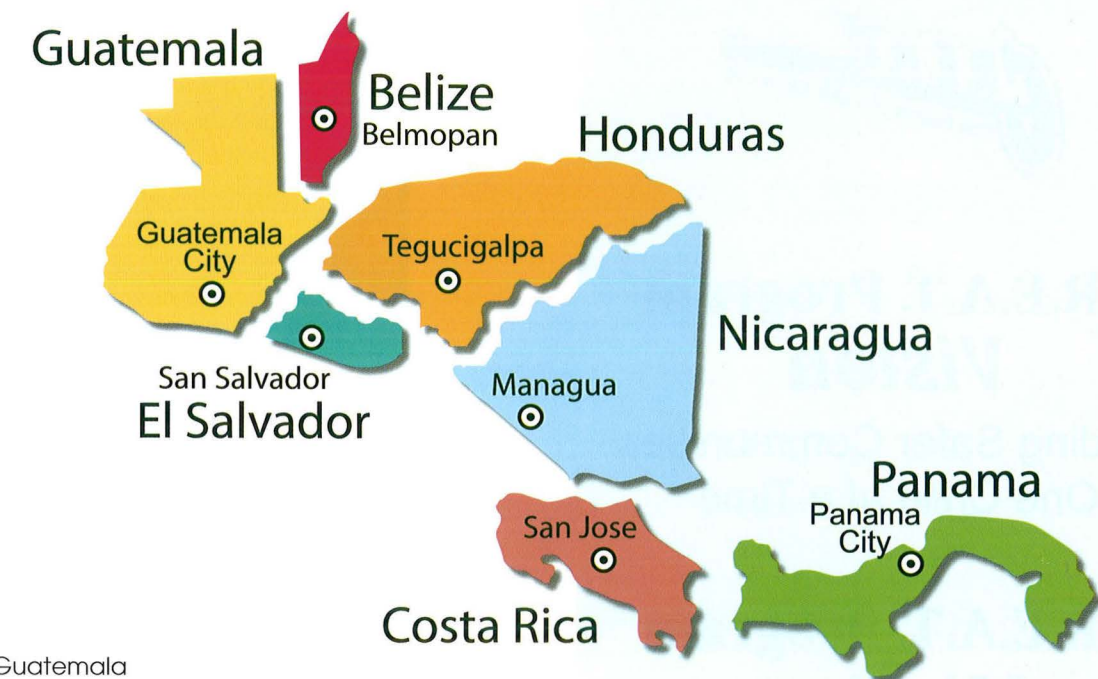 Guatemala
Belize
Belmopan
Honduras
Guatemala
City
Tegucigalpa
Nicaragua
San Salvador
El Salvador
Managua
Panama
Panama
City
San Jose
Costa Rica
Guatemala